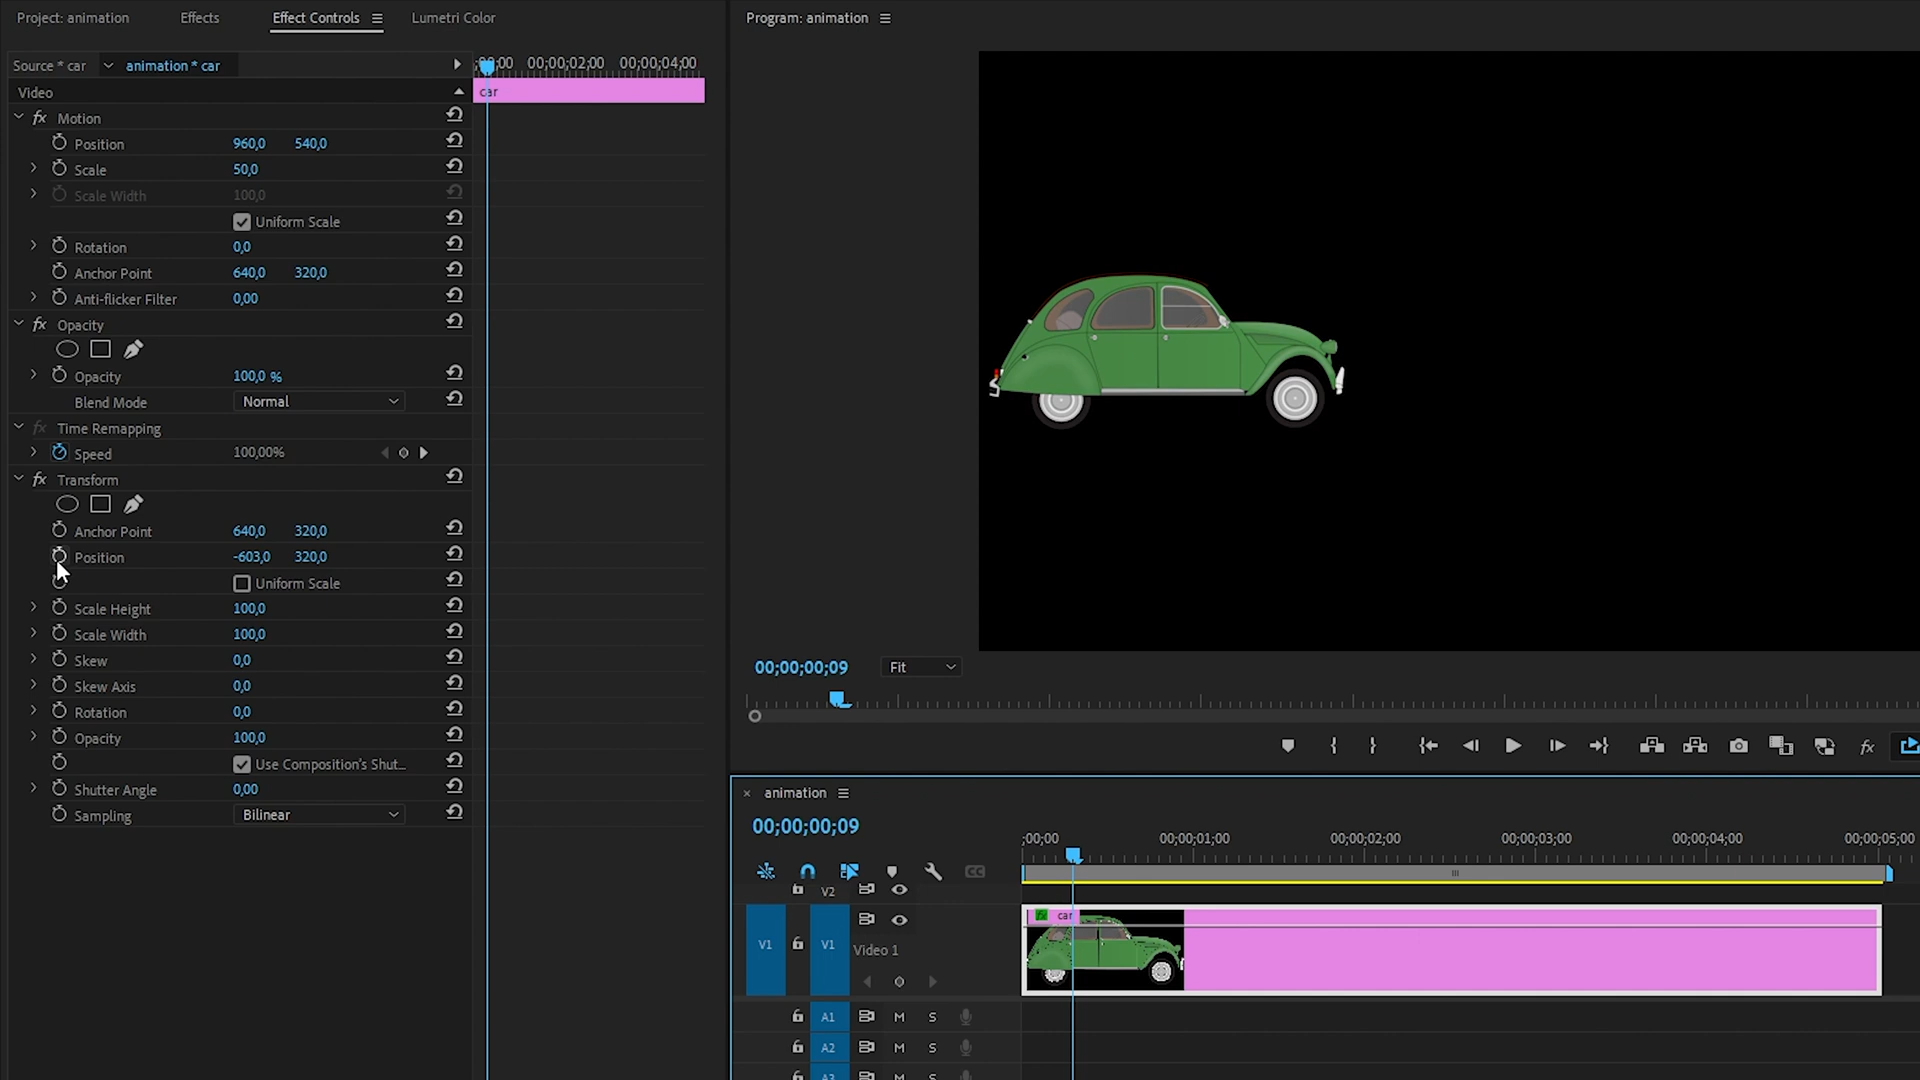 Project: animation
Effects
Effect Controls
Lumetri Color
Source * car
animation * car
;00;00
00;00;02;00
00;00;04;00
Video
car
fx Motion
Position 960,0 540,0
Scale 50,0
Scale Width 100,0
Uniform Scale
Rotation 0,0
Anchor Point 640,0 320,0
Anti-flicker Filter 0,00
fx Opacity
Opacity 100,0 %
Blend Mode Normal
fx Time Remapping
Speed 100,00%
fx Transform
Anchor Point 640,0 320,0
Position -603,0 320,0
Uniform Scale
Scale Height 100,0
Scale Width 100,0
Skew 0,0
Skew Axis 0,0
Rotation 0,0
Opacity 100,0
Use Composition's Shut...
Shutter Angle 0,00
Sampling Bilinear
Program: animation
00;00;00;09
Fit
fx
animation
00;00;00;09
;00;00
00;00;01;00
00;00;02;00
00;00;03;00
00;00;04;00
00;00;05;00
CC
V2
fx car
V1
V1
Video 1
A1 M S
A2 M S